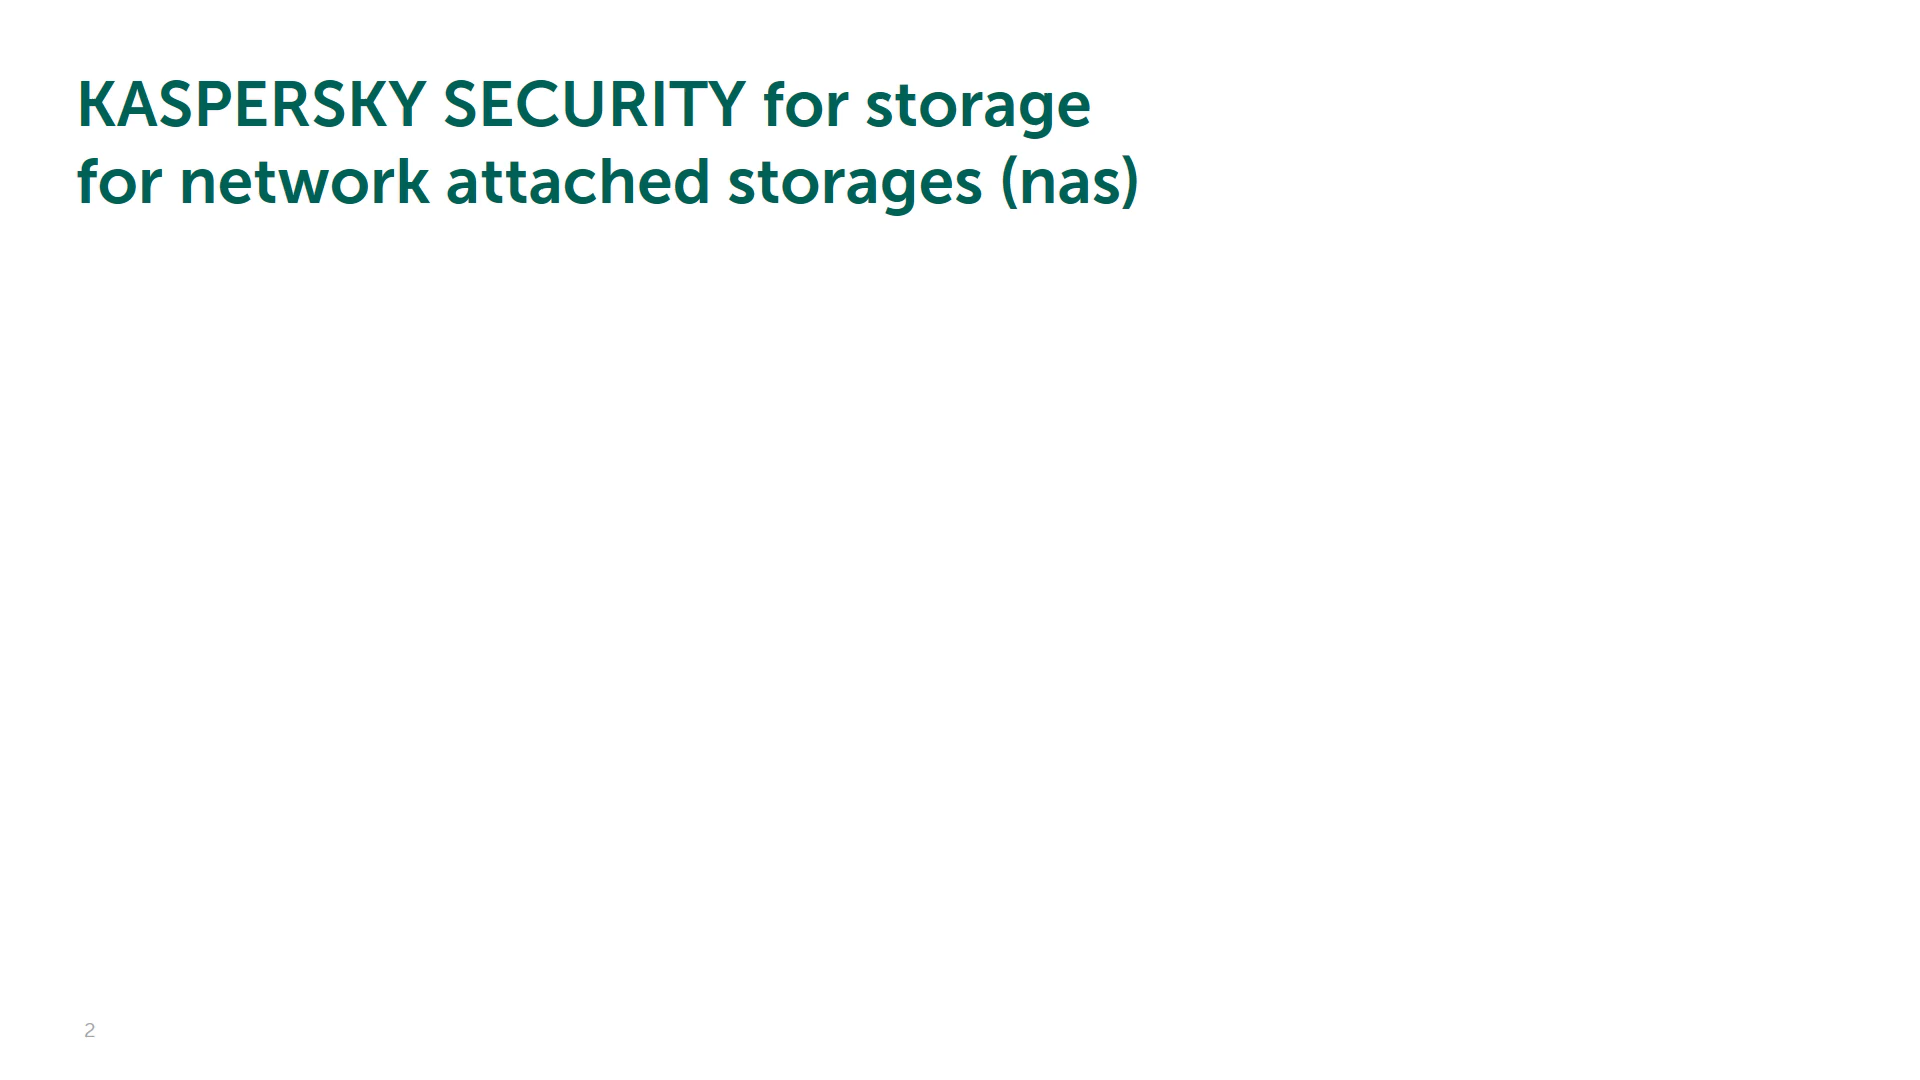 KASPERSKY SECURITY for storage
for network attached storages (nas)
2